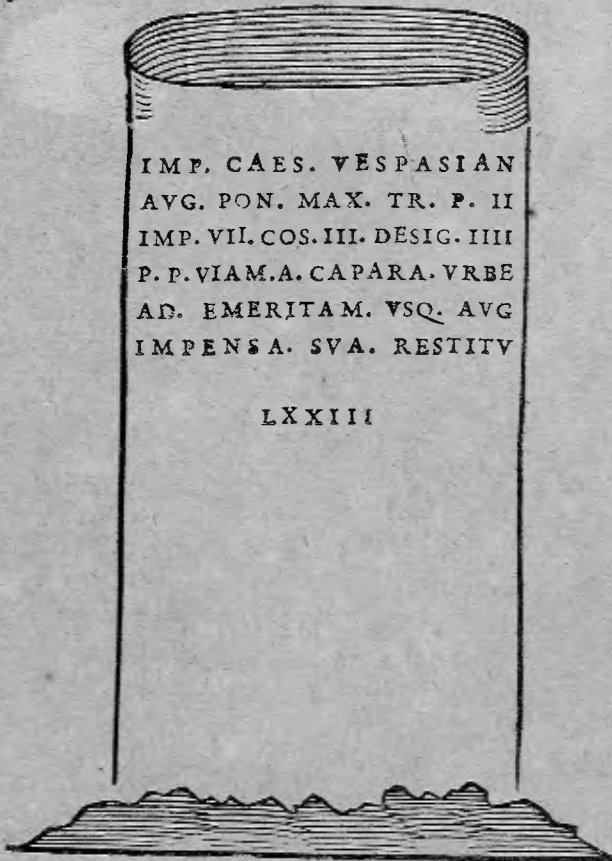 IMP. CAES. VESPASIAN
AVG. PON. MAX. TR. P. II
IMP. VII. COS. III. DESIG. IIII
P. P. VIAM. A. CAPARA. VRBE
AD. EMERITAM. VSQ. AVG
IMPENSA. SVA. RESTITV
LXXIII